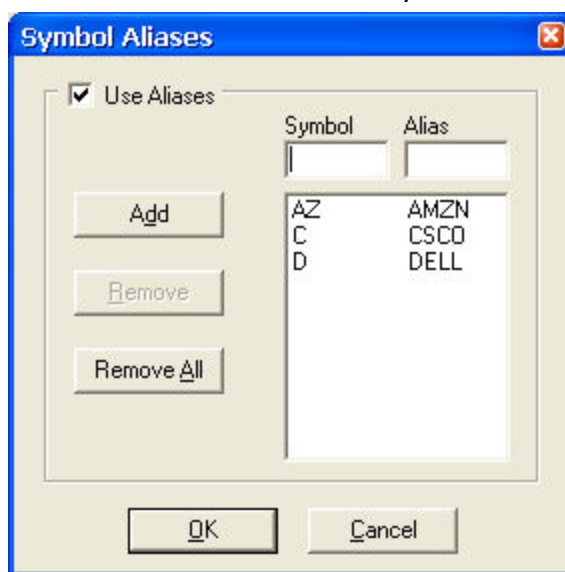 Symbol Aliases
Use Aliases
Symbol Alias
Add
AZ AMZN
C CSCO
D DELL
Remove
Remove All
OK Cancel